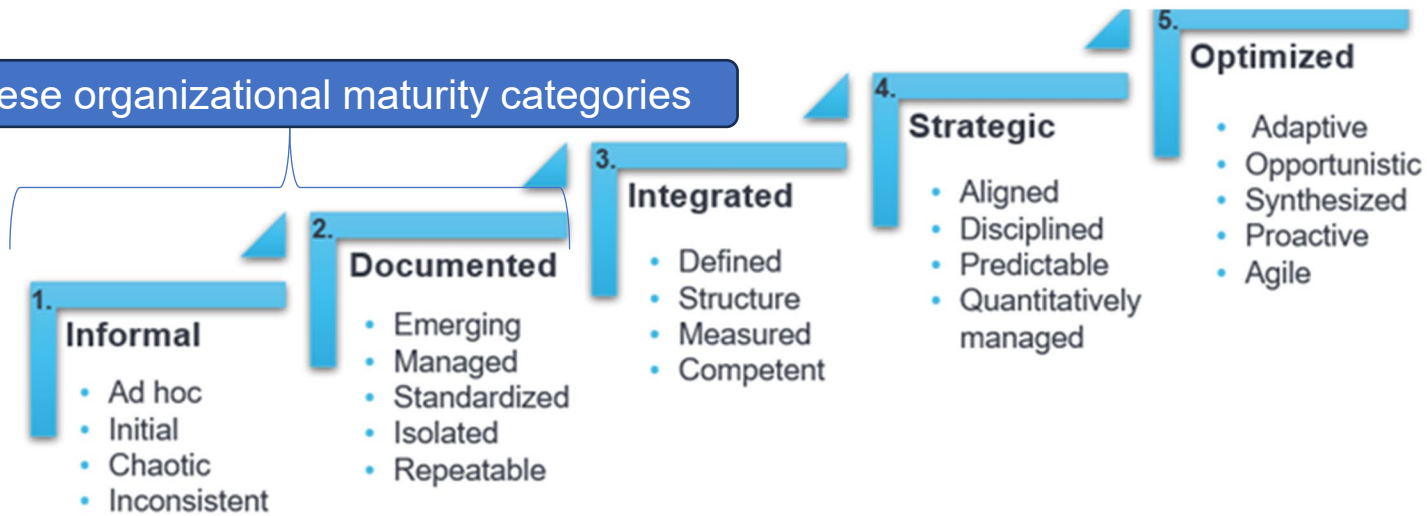 ese organizational maturity categories
1.
Informal
• Ad hoc
• Initial
• Chaotic
• Inconsistent
2.
Documented
• Emerging
• Managed
• Standardized
• Isolated
• Repeatable
3.
Integrated
• Defined
• Structure
• Measured
• Competent
4.
Strategic
• Aligned
• Disciplined
• Predictable
• Quantitatively
managed
5.
Optimized
• Adaptive
• Opportunistic
• Synthesized
• Proactive
• Agile